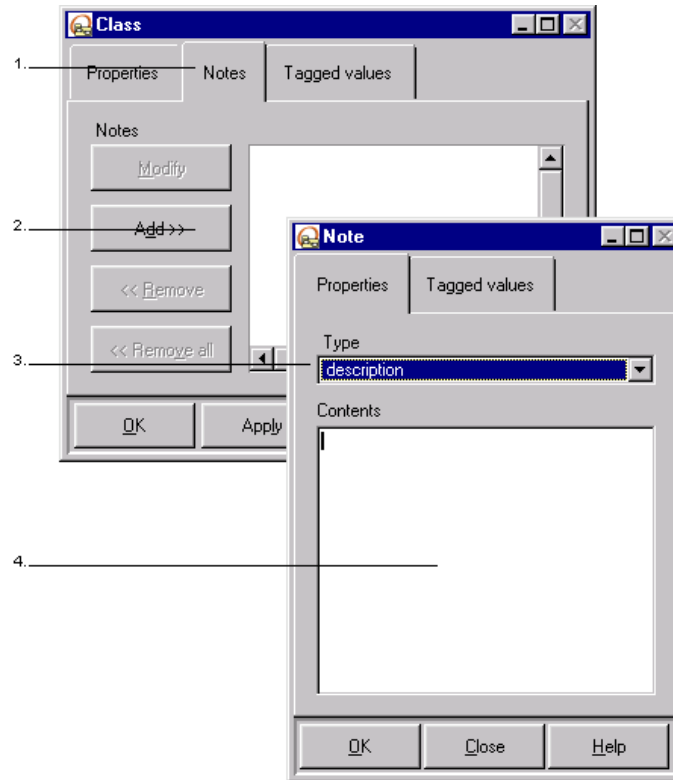 Class
1.
Properties Notes Tagged values
Notes
Modify
2.
Add >>
<< Remove
<< Remove all
OK Apply
Note
Properties Tagged values
Type
3.
description
Contents
4.
OK Close Help